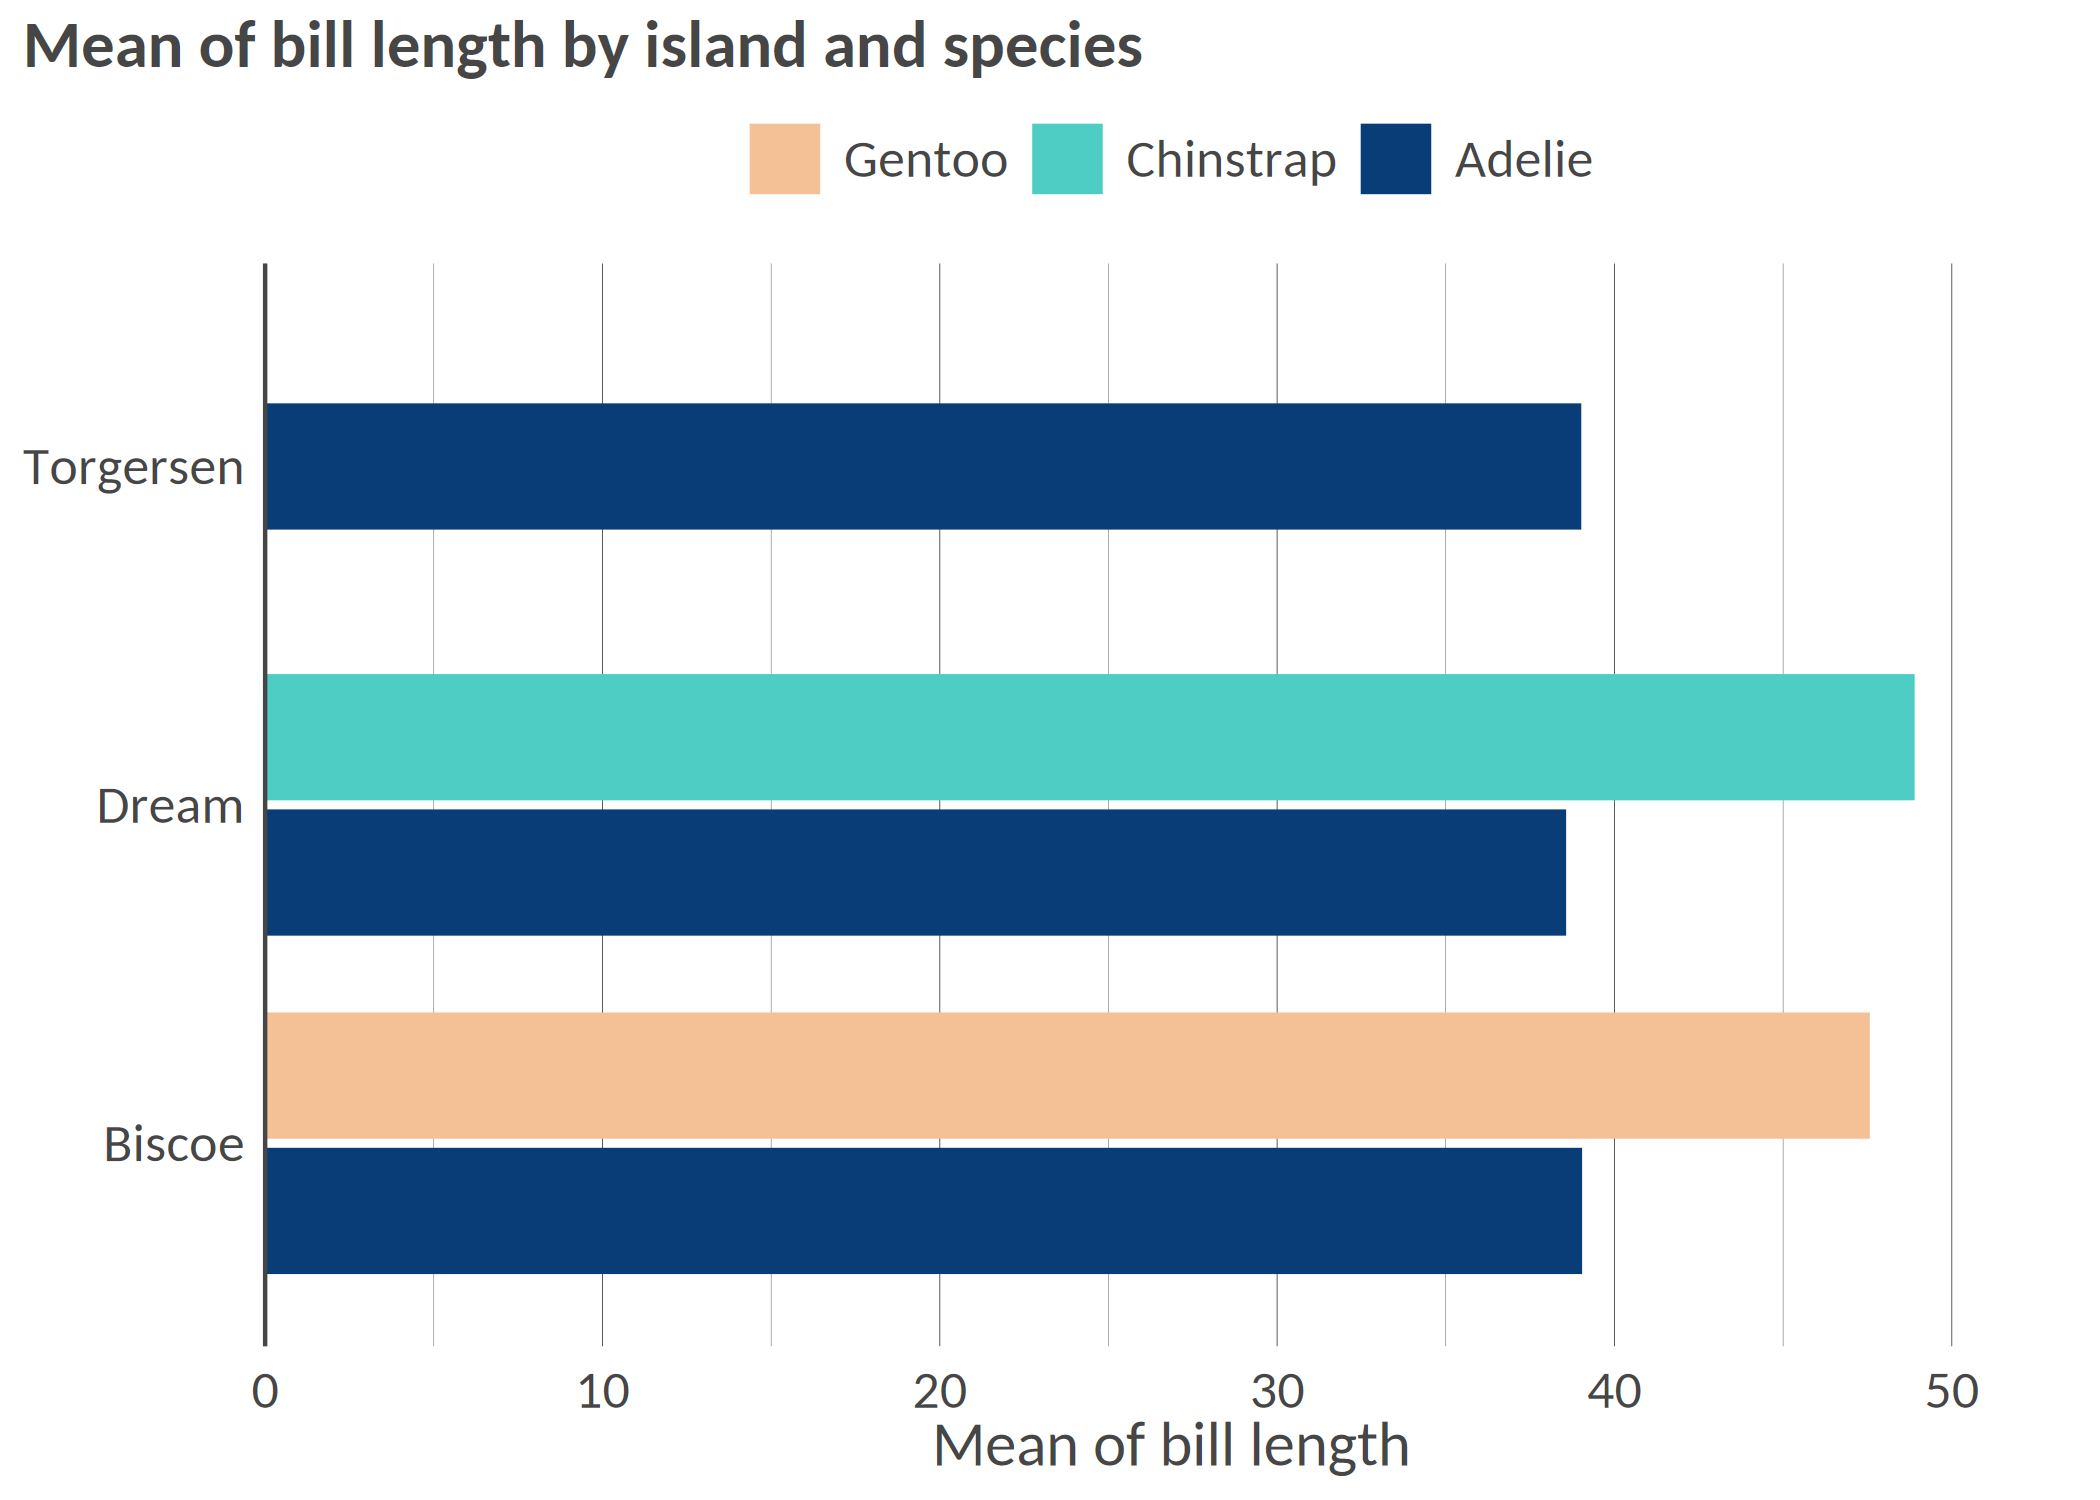 Mean of bill length by island and species
Gentoo Chinstrap Adelie
Torgersen
Dream
Biscoe
0 10 20 30 40 50
Mean of bill length